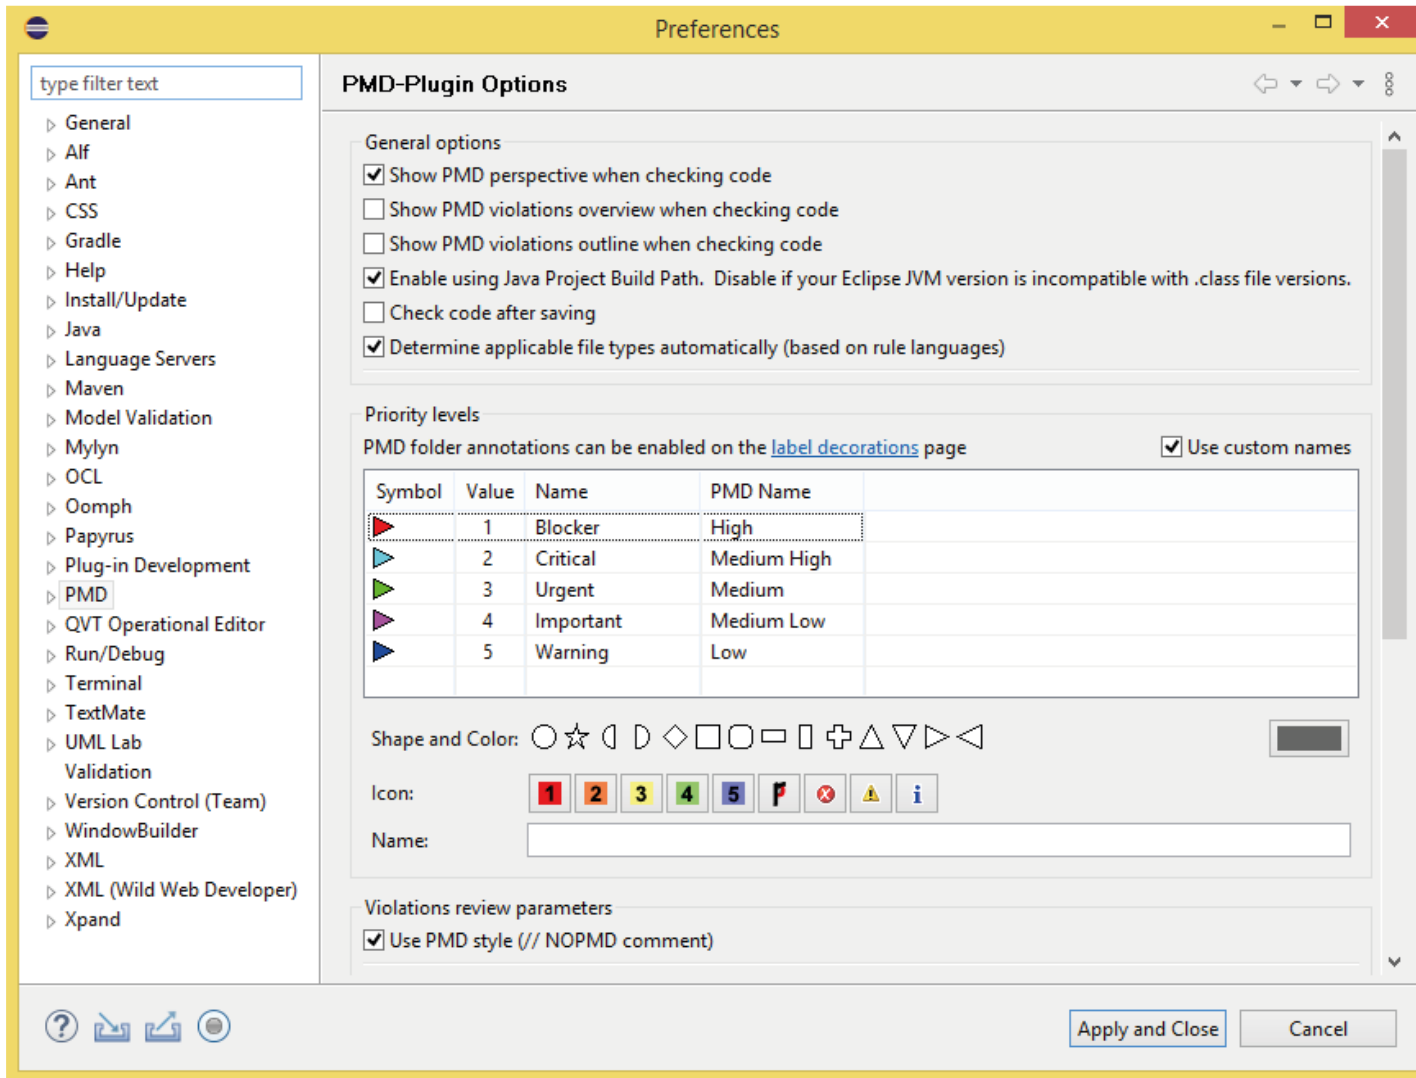 Preferences
type filter text
General
Alf
Ant
CSS
Gradle
Help
Install/Update
Java
Language Servers
Maven
Model Validation
Mylyn
OCL
Oomph
Papyrus
Plug-in Development
PMD
QVT Operational Editor
Run/Debug
Terminal
TextMate
UML Lab
Validation
Version Control (Team)
WindowBuilder
XML
XML (Wild Web Developer)
Xpand
PMD-Plugin Options
General options
Show PMD perspective when checking code
Show PMD violations overview when checking code
Show PMD violations outline when checking code
Enable using Java Project Build Path.  Disable if your Eclipse JVM version is incompatible with .class file versions.
Check code after saving
Determine applicable file types automatically (based on rule languages)
Priority levels
PMD folder annotations can be enabled on the label decorations page
Use custom names
Symbol Value Name PMD Name
1 Blocker High
2 Critical Medium High
3 Urgent Medium
4 Important Medium Low
5 Warning Low
Shape and Color:
Icon: 1 2 3 4 5 P i
Name:
Violations review parameters
Use PMD style (// NOPMD comment)
? Apply and Close Cancel